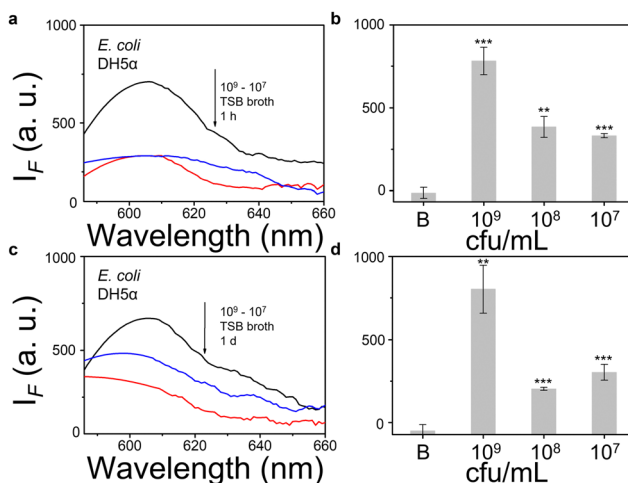 a
E. coli
DH5α
10⁹ - 10⁷
TSB broth
1 h
I_F (a. u.)
1000
500
0
600
620
640
660
Wavelength (nm)
b
1000
750
500
250
0
***
**
***
B
10⁹
10⁸
10⁷
cfu/mL
c
E. coli
DH5α
10⁹ - 10⁷
TSB broth
1 d
I_F (a. u.)
1000
500
0
600
620
640
660
Wavelength (nm)
d
1000
500
0
**
***
***
B
10⁹
10⁸
10⁷
cfu/mL